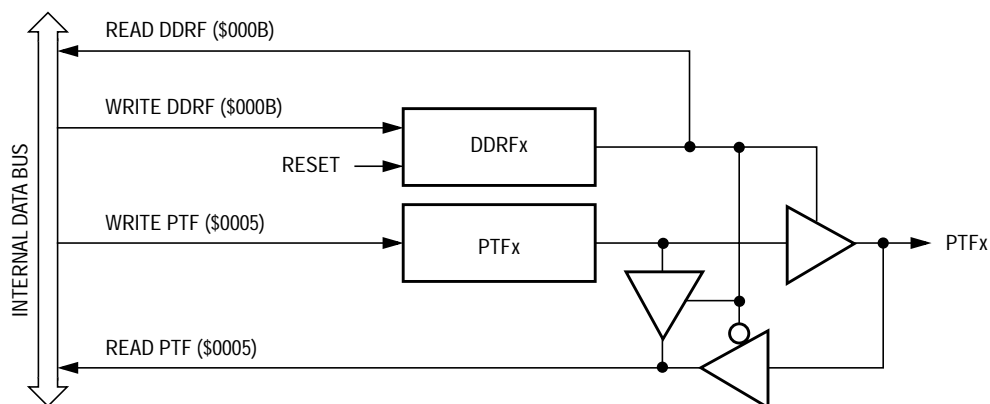 READ DDRF ($000B)
WRITE DDRF ($000B)
DDRFx
RESET
WRITE PTF ($0005)
PTFx
PTFx
READ PTF ($0005)
INTERNAL DATA BUS